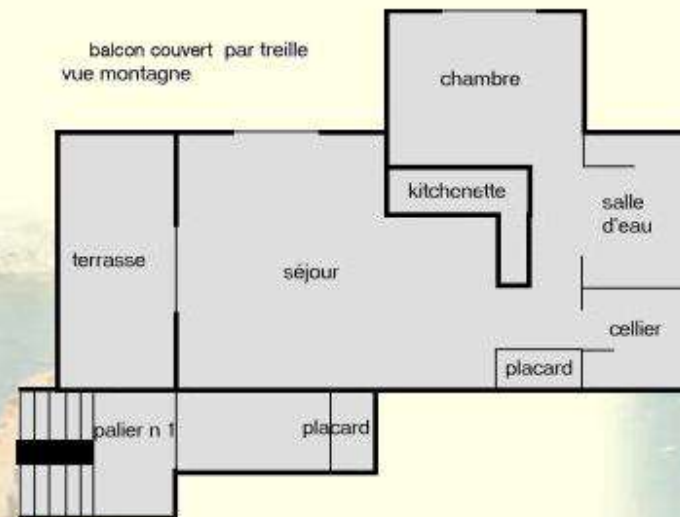 balcon couvert par treille
vue montagne
chambre
kitchenette
salle
d'eau
terrasse
séjour
cellier
placard
palier n 1
placard